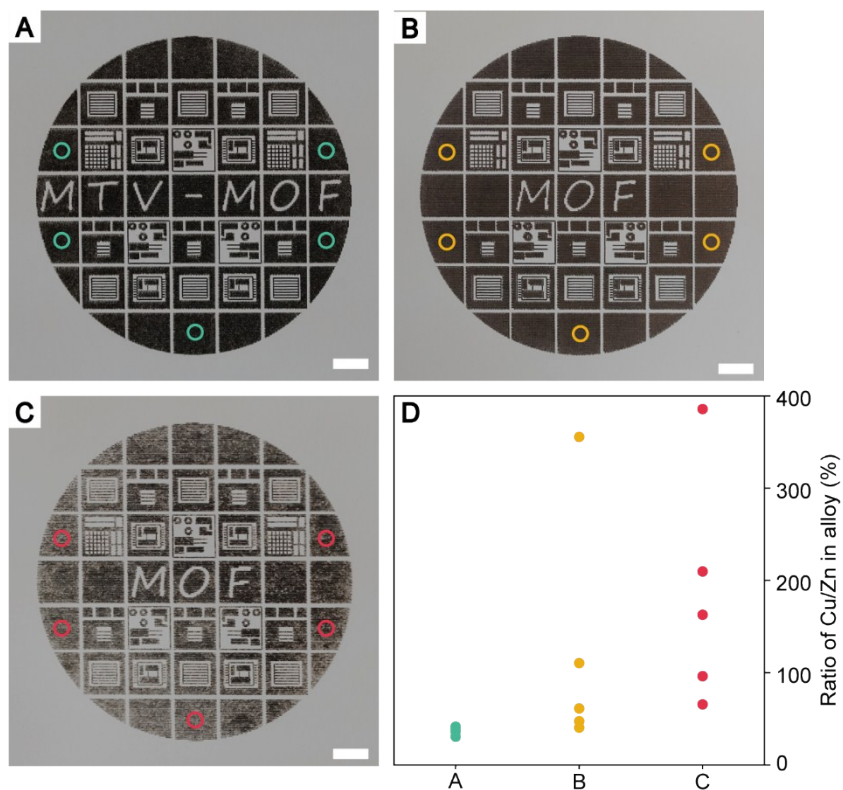 A
MTV-MOF
B
MOF
C
MOF
D
400
300
200
100
0
Ratio of Cu/Zn in alloy (%)
A B C